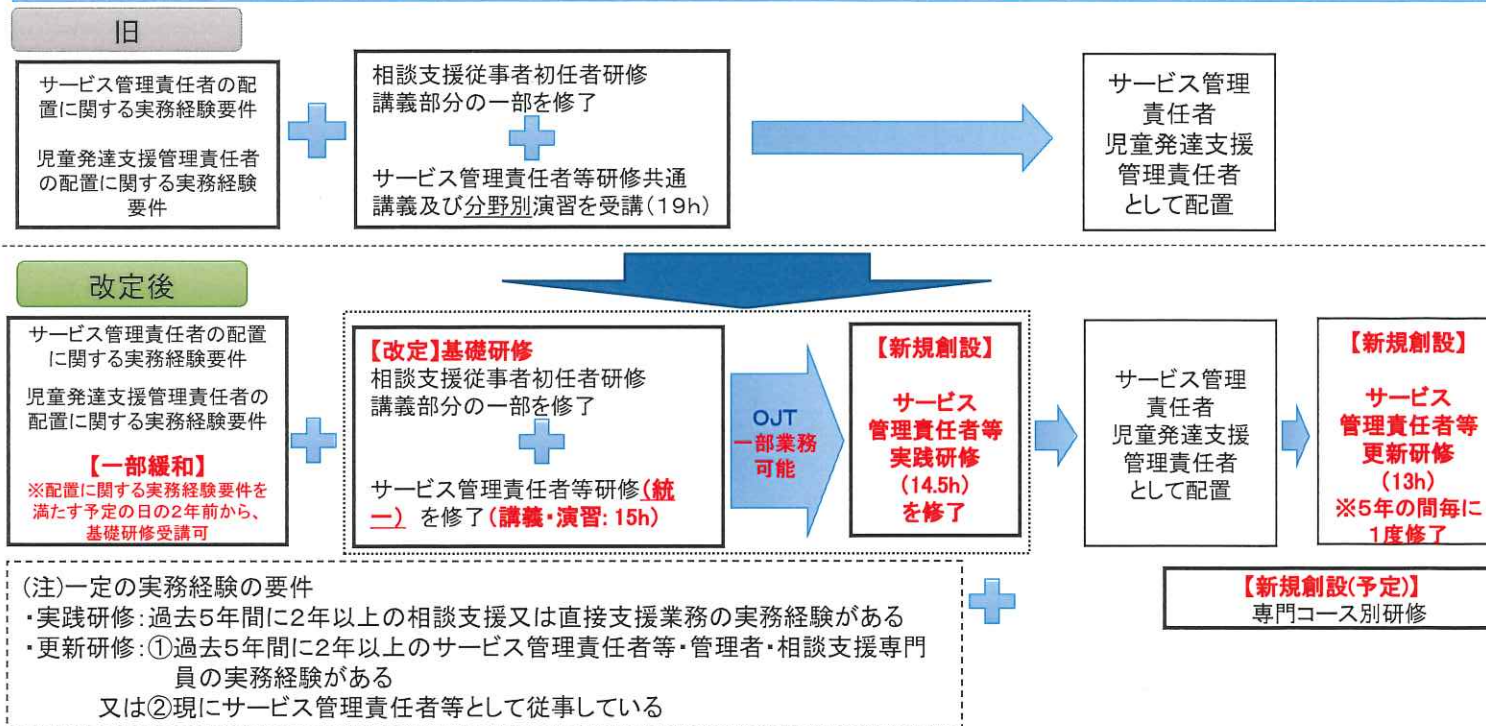 旧
サービス管理責任者の配
置に関する実務経験要件
児童発達支援管理責任者
の配置に関する実務経験
要件
相談支援従事者初任者研修
講義部分の一部を修了
サービス管理責任者等研修共通
講義及び分野別演習を受講(19h)
サービス管理
責任者
児童発達支援
管理責任者
として配置
改定後
サービス管理責任者の配置
に関する実務経験要件
児童発達支援管理責任者の
配置に関する実務経験要件
【一部緩和】
※配置に関する実務経験要件を
満たす予定の日の2年前から、
基礎研修受講可
【改定】基礎研修
相談支援従事者初任者研修
講義部分の一部を修了
サービス管理責任者等研修(統
一) を修了(講義・演習: 15h)
OJT
一部業務
可能
【新規創設】
サービス
管理責任者等
実践研修
(14.5h)
を修了
サービス管理
責任者
児童発達支援
管理責任者
として配置
【新規創設】
サービス
管理責任者等
更新研修
(13h)
※5年の間毎に
1度修了
(注)一定の実務経験の要件
・実践研修:過去5年間に2年以上の相談支援又は直接支援業務の実務経験がある
・更新研修:①過去5年間に2年以上のサービス管理責任者等・管理者・相談支援専門
員の実務経験がある
又は②現にサービス管理責任者等として従事している
【新規創設(予定)】
専門コース別研修